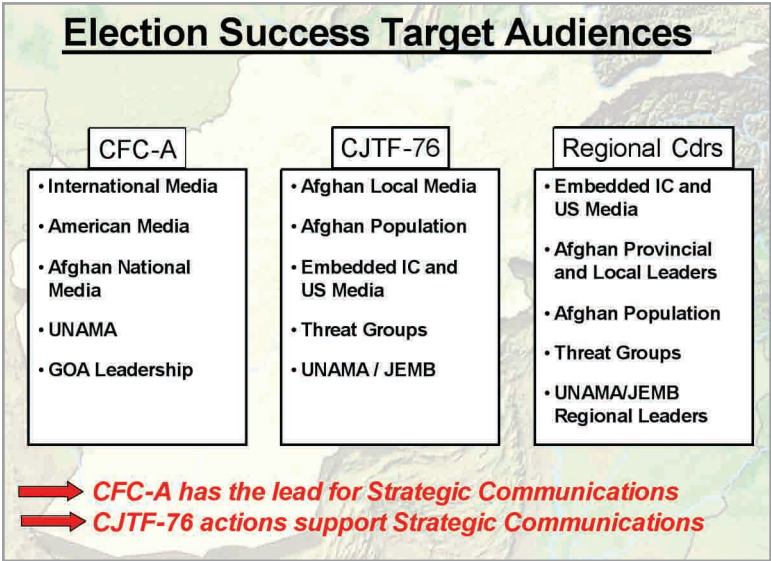 Election Success Target Audiences
CFC-A
• International Media
• American Media
• Afghan National
Media
• UNAMA
• GOA Leadership
CJTF-76
• Afghan Local Media
• Afghan Population
• Embedded IC and
US Media
• Threat Groups
• UNAMA / JEMB
Regional Cdrs
• Embedded IC and
US Media
• Afghan Provincial
and Local Leaders
• Afghan Population
• Threat Groups
• UNAMA/JEMB
Regional Leaders
CFC-A has the lead for Strategic Communications
CJTF-76 actions support Strategic Communications